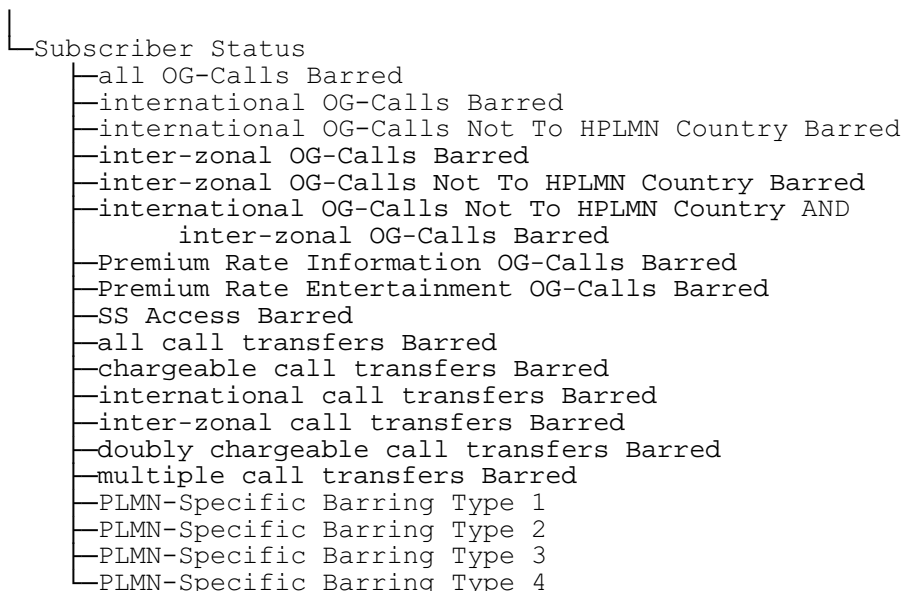 Subscriber Status
all OG-Calls Barred
international OG-Calls Barred
international OG-Calls Not To HPLMN Country Barred
inter-zonal OG-Calls Barred
inter-zonal OG-Calls Not To HPLMN Country Barred
international OG-Calls Not To HPLMN Country AND
inter-zonal OG-Calls Barred
Premium Rate Information OG-Calls Barred
Premium Rate Entertainment OG-Calls Barred
SS Access Barred
all call transfers Barred
chargeable call transfers Barred
international call transfers Barred
inter-zonal call transfers Barred
doubly chargeable call transfers Barred
multiple call transfers Barred
PLMN-Specific Barring Type 1
PLMN-Specific Barring Type 2
PLMN-Specific Barring Type 3
PLMN-Specific Barring Type 4